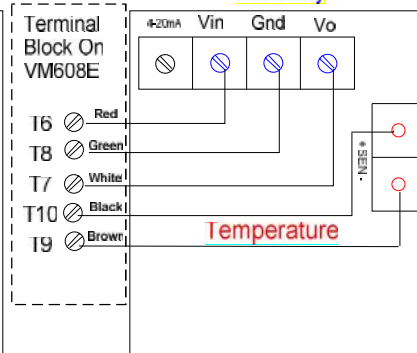 Terminal
Block On
VM608E
4-20mA Vin Gnd Vo
T6 Red
T8 Green
T7 White
T10 Black
T9 Brown
+ SEN -
Temperature